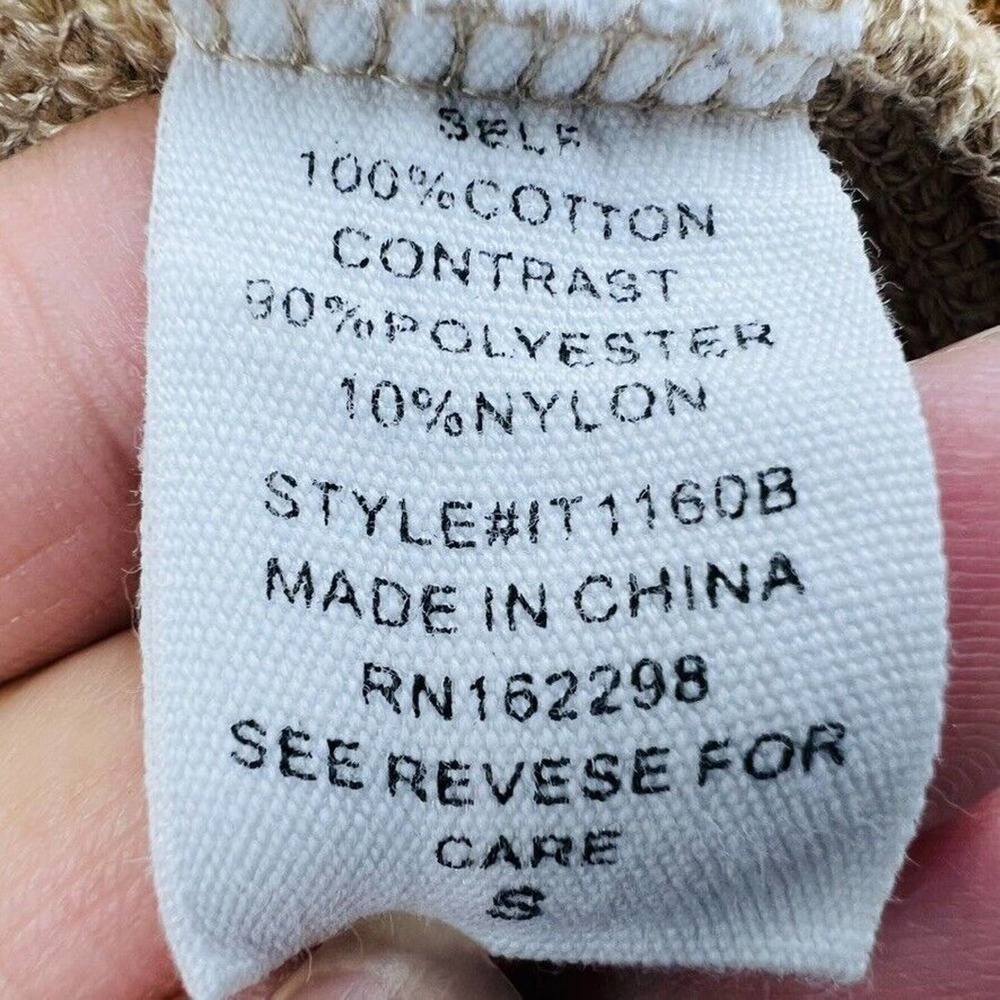 SELF
100%COTTON
CONTRAST
90%POLYESTER
10%NYLON
STYLE#IT1160B
MADE IN CHINA
RN162298
SEE REVESE FOR
CARE
S